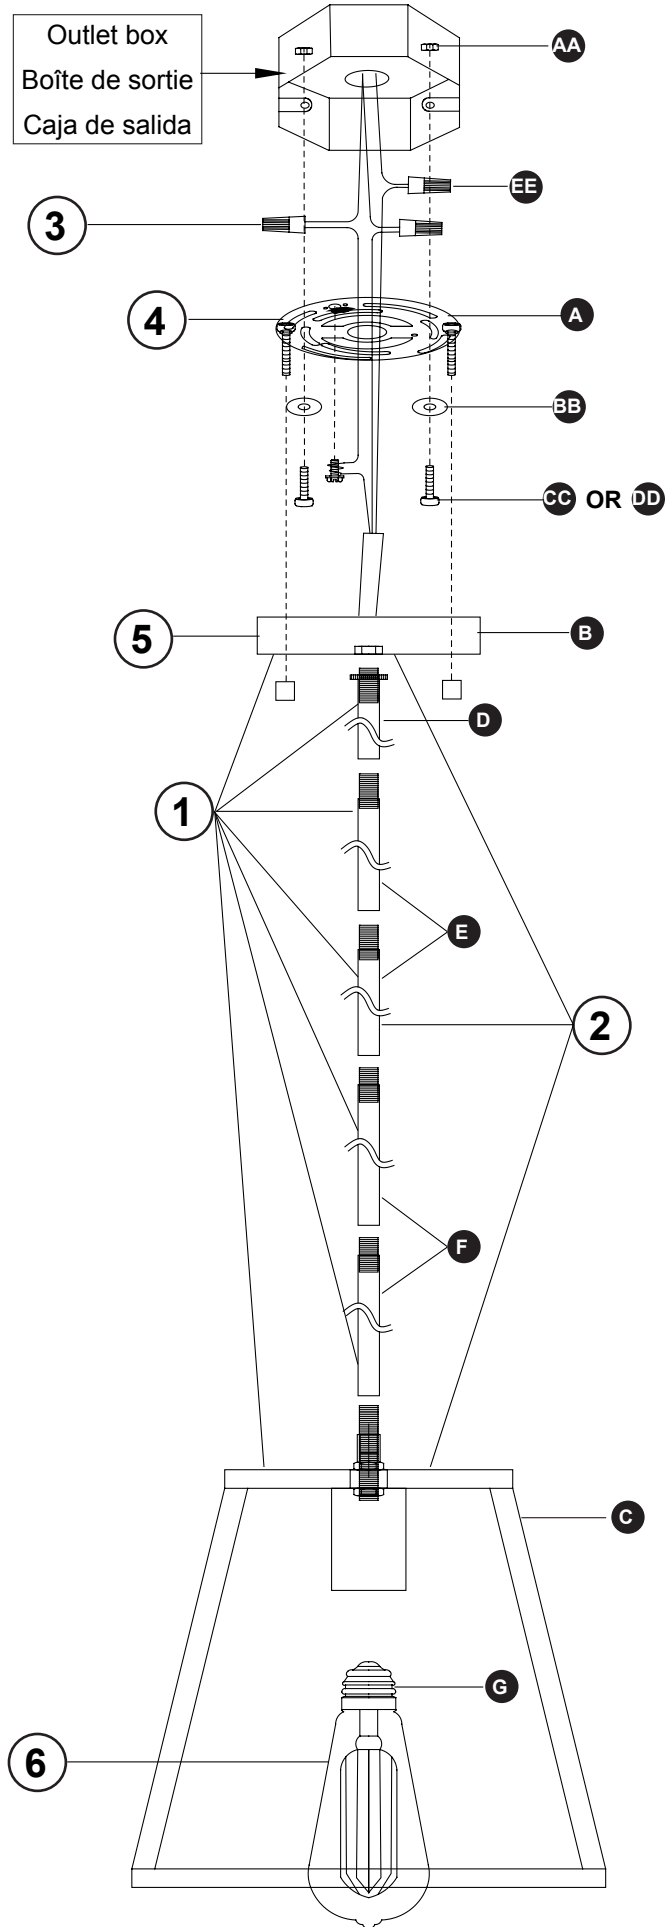 Outlet box
Boîte de sortie
Caja de salida
AA
EE
3
4
A
BB
CC OR DD
5
B
D
1
E
2
F
C
G
6